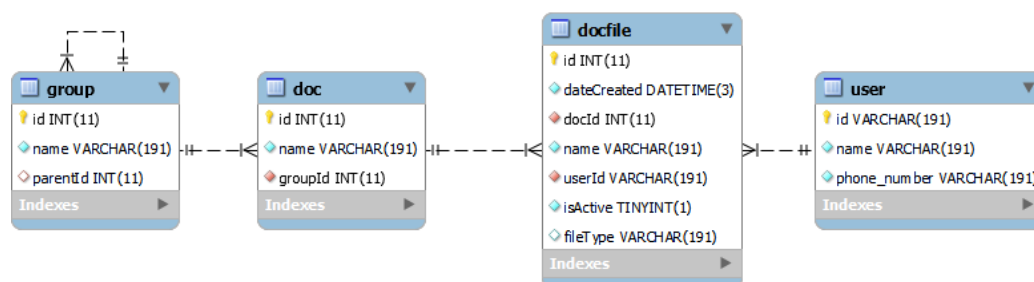 group
id INT(11)
name VARCHAR(191)
parentId INT(11)
Indexes
doc
id INT(11)
name VARCHAR(191)
groupId INT(11)
Indexes
docfile
id INT(11)
dateCreated DATETIME(3)
docId INT(11)
name VARCHAR(191)
userId VARCHAR(191)
isActive TINYINT(1)
fileType VARCHAR(191)
Indexes
user
id VARCHAR(191)
name VARCHAR(191)
phone_number VARCHAR(191)
Indexes